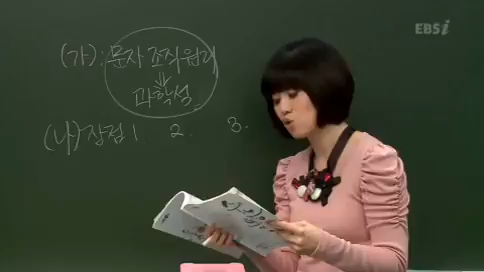 EBSi
(가): 문자 조직 원리
⇓
과학성
(나) 장점 1 2. 3.